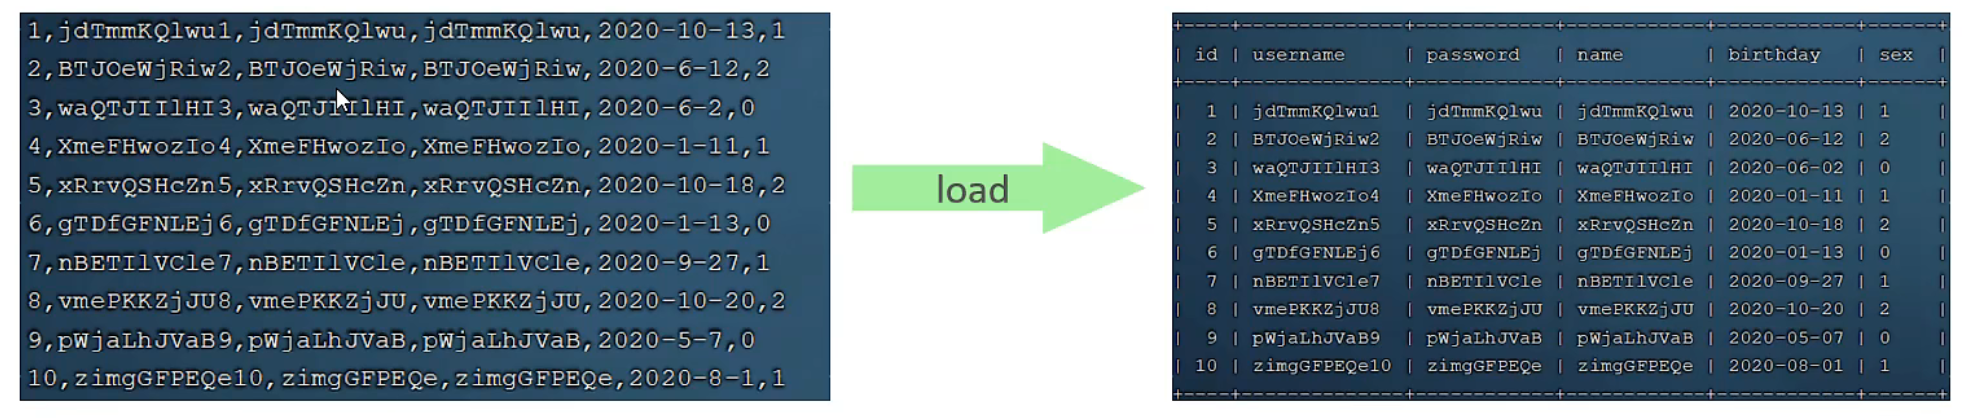 1,jdTmmKQlwu1,jdTmmKQlwu,jdTmmKQlwu,2020-10-13,1
2,BTJOeWjRiw2,BTJOeWjRiw,BTJOeWjRiw,2020-6-12,2
3,waQTJIIlHI3,waQTJIIlHI,waQTJIIlHI,2020-6-2,0
4,XmeFHwozIo4,XmeFHwozIo,XmeFHwozIo,2020-1-11,1
5,xRrvQSHcZn5,xRrvQSHcZn,xRrvQSHcZn,2020-10-18,2
6,gTDfGFNLEj6,gTDfGFNLEj,gTDfGFNLEj,2020-1-13,0
7,nBETIlVCle7,nBETIlVCle,nBETIlVCle,2020-9-27,1
8,vmePKKZjJU8,vmePKKZjJU,vmePKKZjJU,2020-10-20,2
9,pWjaLhJVaB9,pWjaLhJVaB,pWjaLhJVaB,2020-5-7,0
10,zimgGFPEQe10,zimgGFPEQe,zimgGFPEQe,2020-8-1,1
load
| id | username | password | name | birthday | sex |
| 1 | jdTmmKQlwu1 | jdTmmKQlwu | jdTmmKQlwu | 2020-10-13 | 1 |
| 2 | BTJOeWjRiw2 | BTJOeWjRiw | BTJOeWjRiw | 2020-06-12 | 2 |
| 3 | waQTJIIlHI3 | waQTJIIlHI | waQTJIIlHI | 2020-06-02 | 0 |
| 4 | XmeFHwozIo4 | XmeFHwozIo | XmeFHwozIo | 2020-01-11 | 1 |
| 5 | xRrvQSHcZn5 | xRrvQSHcZn | xRrvQSHcZn | 2020-10-18 | 2 |
| 6 | gTDfGFNLEj6 | gTDfGFNLEj | gTDfGFNLEj | 2020-01-13 | 0 |
| 7 | nBETIlVCle7 | nBETIlVCle | nBETIlVCle | 2020-09-27 | 1 |
| 8 | vmePKKZjJU8 | vmePKKZjJU | vmePKKZjJU | 2020-10-20 | 2 |
| 9 | pWjaLhJVaB9 | pWjaLhJVaB | pWjaLhJVaB | 2020-05-07 | 0 |
| 10 | zimgGFPEQe10 | zimgGFPEQe | zimgGFPEQe | 2020-08-01 | 1 |